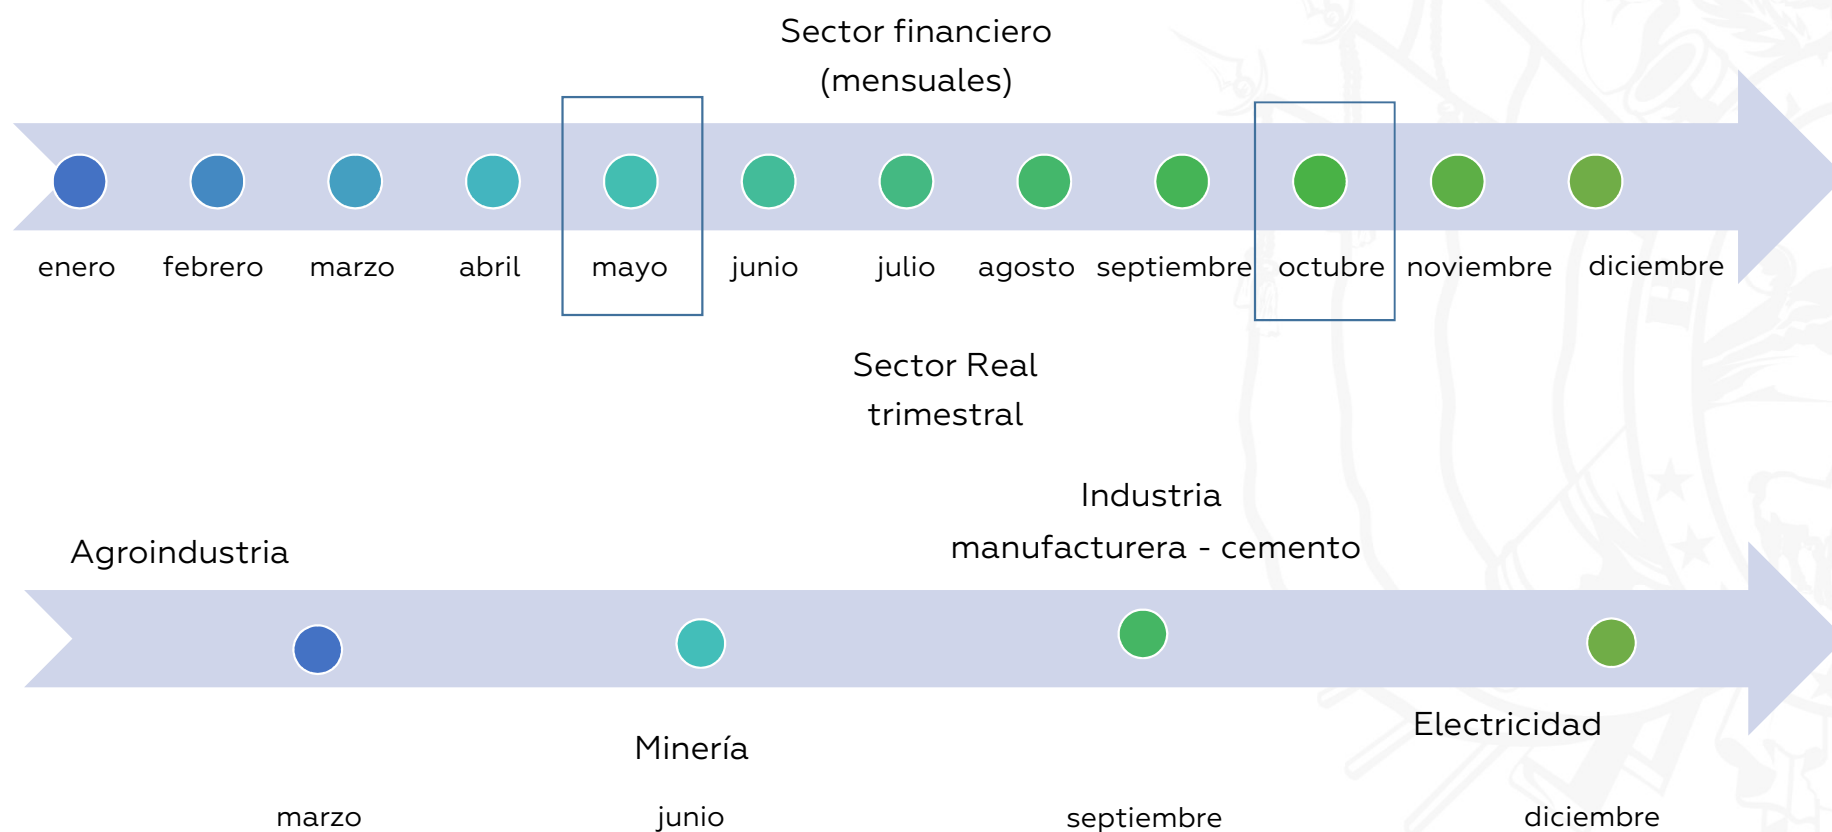 Sector financiero
(mensuales)
enero febrero marzo abril mayo junio julio agosto septiembre octubre noviembre diciembre
Sector Real
trimestral
Agroindustria
Industria
manufacturera - cemento
Minería
Electricidad
marzo junio septiembre diciembre